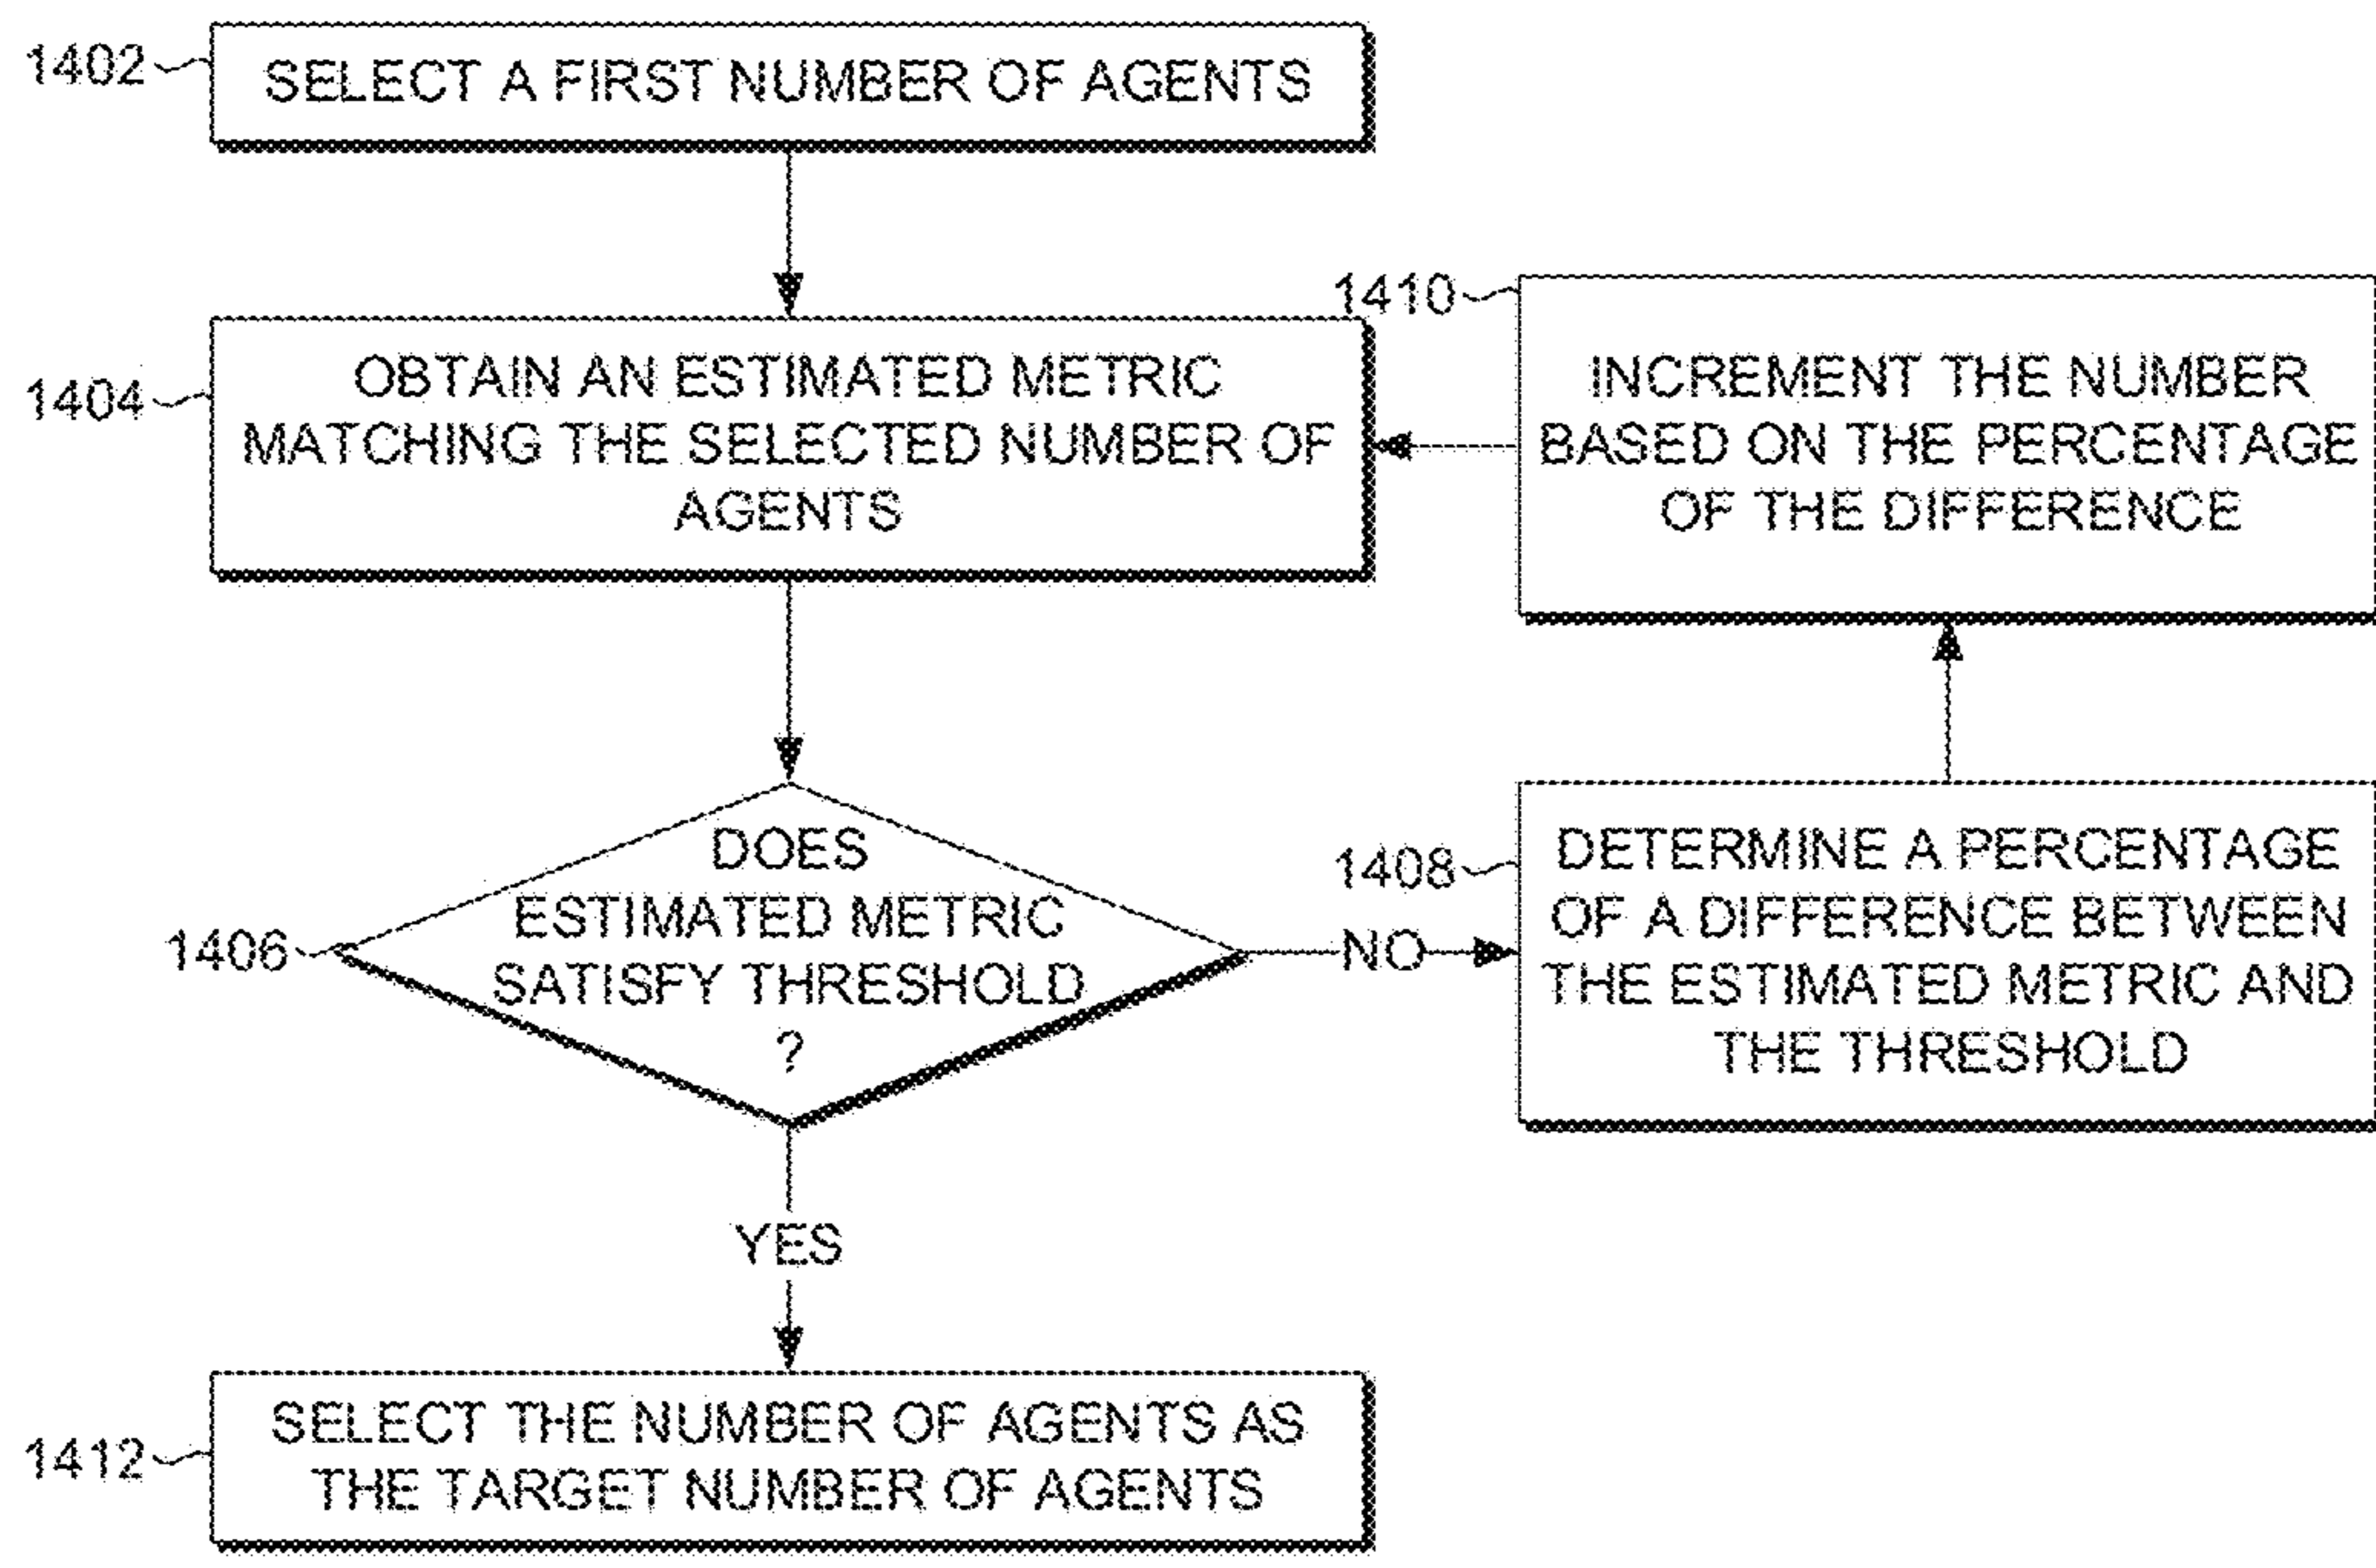 1402
SELECT A FIRST NUMBER OF AGENTS
1404
OBTAIN AN ESTIMATED METRIC
MATCHING THE SELECTED NUMBER OF
AGENTS
1406
DOES
ESTIMATED METRIC
SATISFY THRESHOLD
?
NO
1408
DETERMINE A PERCENTAGE
OF A DIFFERENCE BETWEEN
THE ESTIMATED METRIC AND
THE THRESHOLD
1410
INCREMENT THE NUMBER
BASED ON THE PERCENTAGE
OF THE DIFFERENCE
YES
1412
SELECT THE NUMBER OF AGENTS AS
THE TARGET NUMBER OF AGENTS